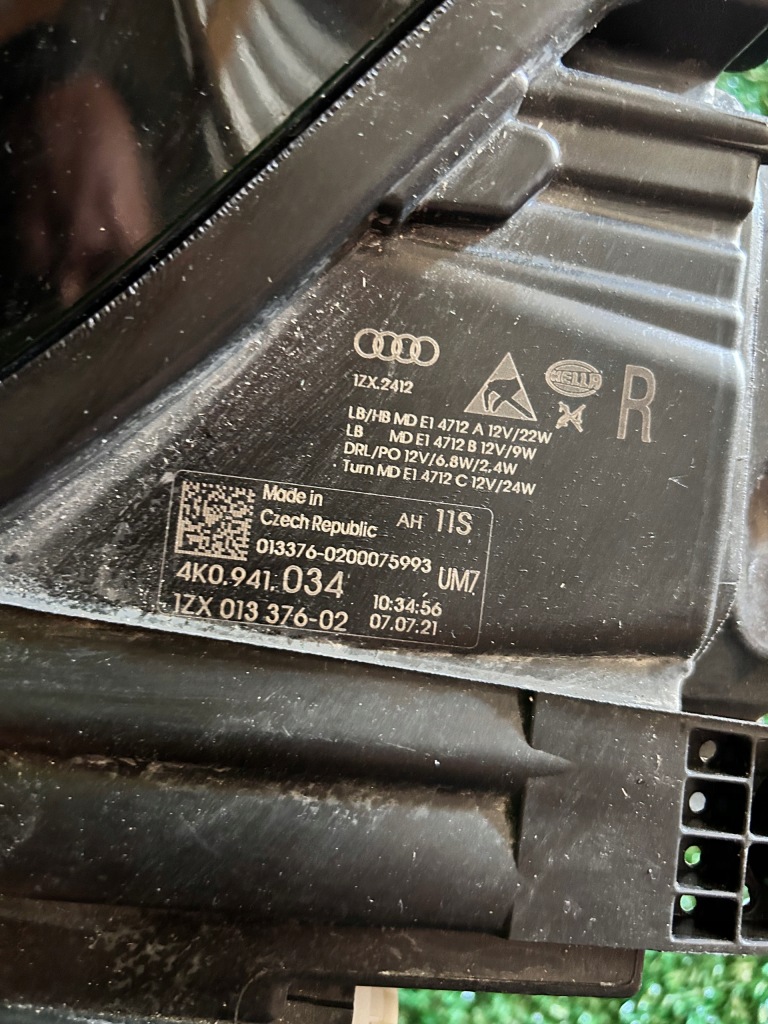 1ZX.2412
HELLA
R
LB/HB MD E1 4712 A 12V/22W
LB MD E1 4712 B 12V/9W
DRL/PO 12V/6.8W/2.4W
Turn MD E1 4712 C 12V/24W
Made in
Czech Republic AH 11S
013376-0200075993
4K0.941.034 UM7
1ZX 013 376-02 10:34:56
07.07.21